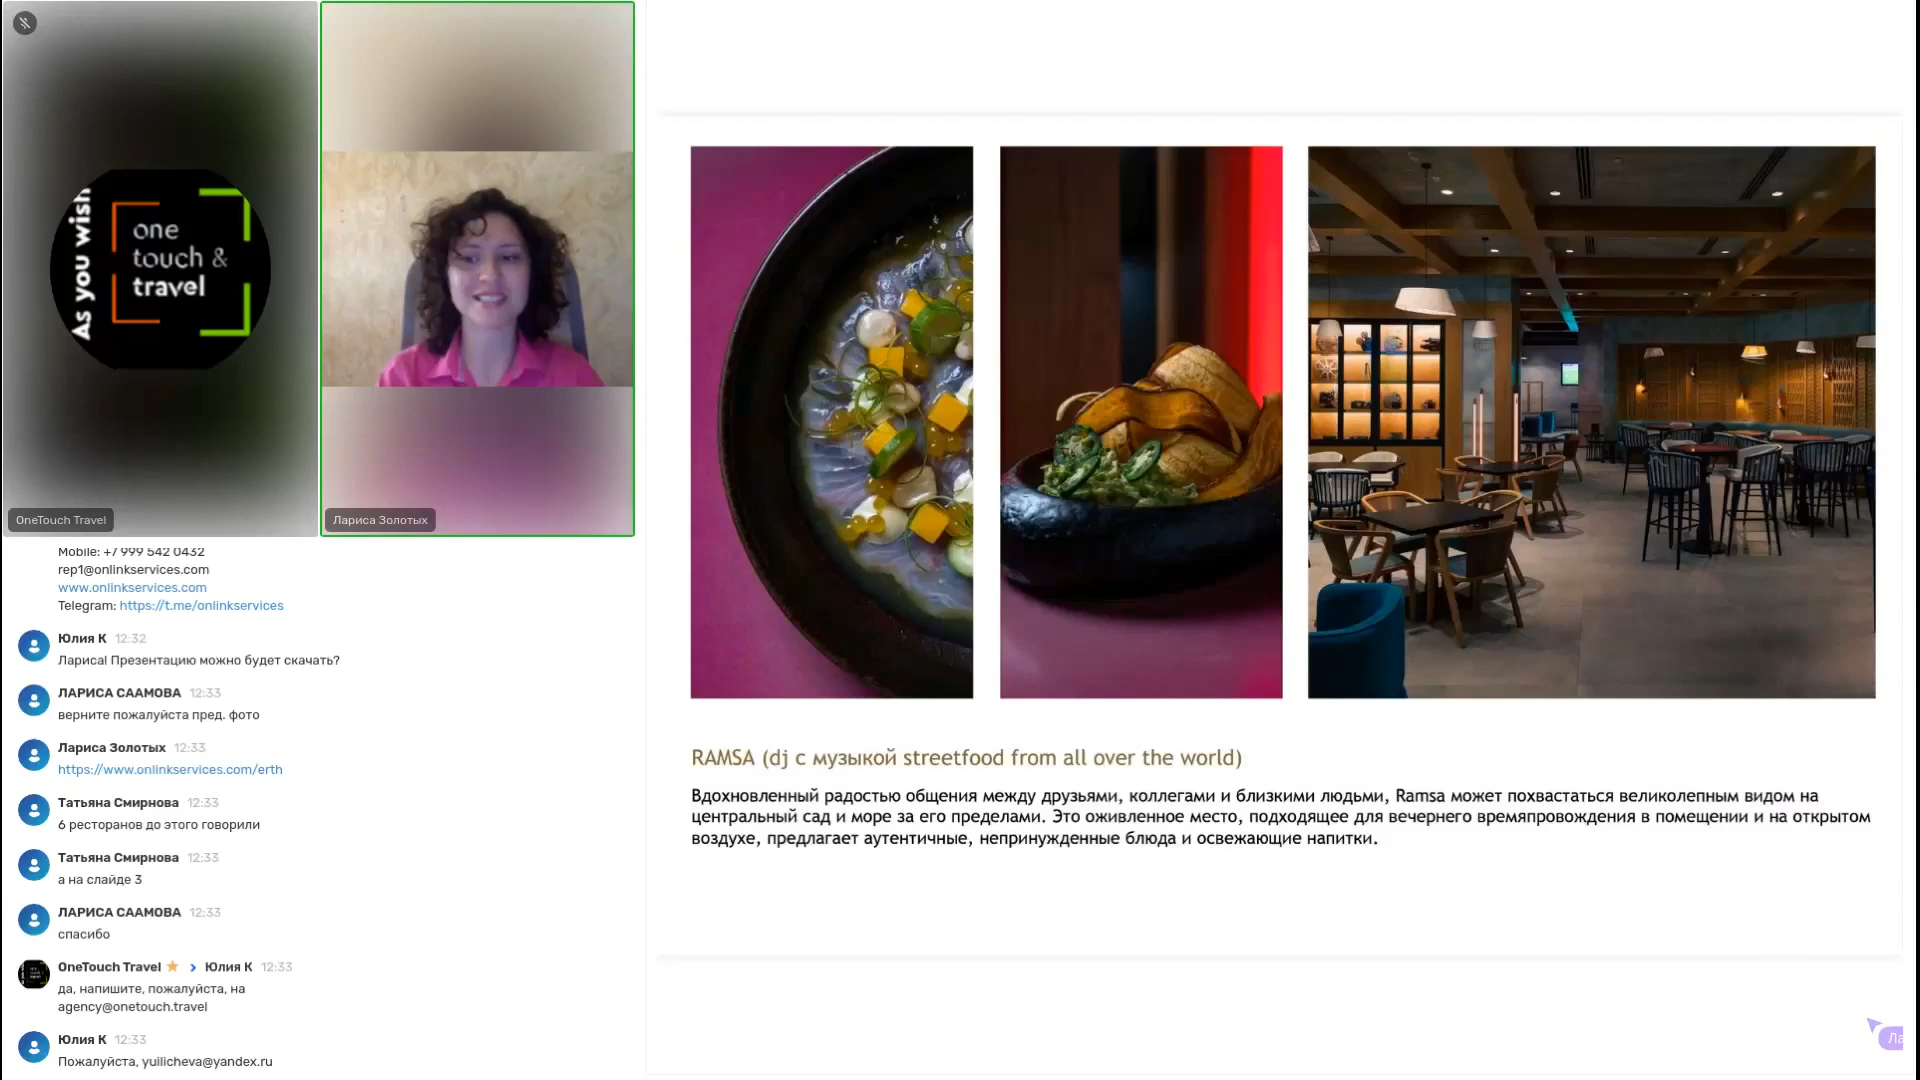 As you wish
one
touch &
travel
OneTouch Travel
Лариса Золотых
Mobile: +7 999 542 0432
rep1@onlinkservices.com
www.onlinkservices.com
Telegram: https://t.me/onlinkservices
Юлия К 12:32
Лариса! Презентацию можно будет скачать?
ЛАРИСА СААМОВА 12:33
верните пожалуйста пред. фото
Лариса Золотых 12:33
https://www.onlinkservices.com/erth
Татьяна Смирнова 12:33
6 ресторанов до этого говорили
Татьяна Смирнова 12:33
а на слайде 3
ЛАРИСА СААМОВА 12:33
спасибо
OneTouch Travel Юлия К 12:33
да, напишите, пожалуйста, на
agency@onetouch.travel
Юлия К 12:33
Пожалуйста, yuilicheva@yandex.ru
RAMSA (dj с музыкой streetfood from all over the world)
Вдохновленный радостью общения между друзьями, коллегами и близкими людьми, Ramsa может похвастаться великолепным видом на
центральный сад и море за его пределами. Это оживленное место, подходящее для вечернего времяпровождения в помещении и на открытом
воздухе, предлагает аутентичные, непринужденные блюда и освежающие напитки.
Ла